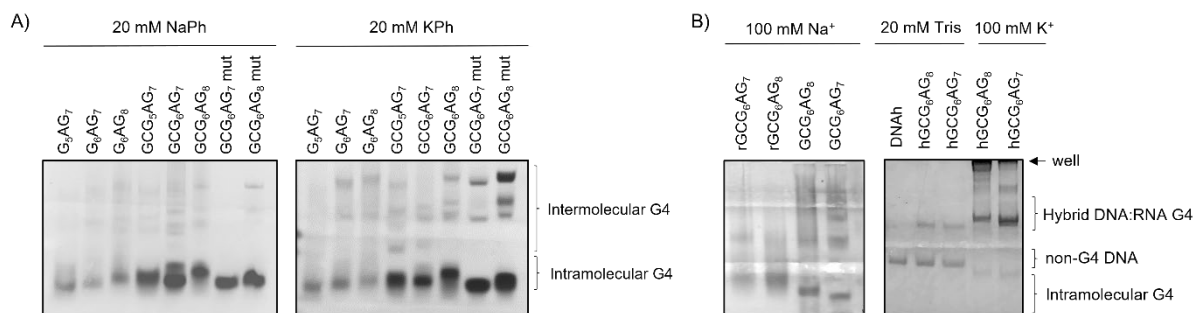 A)
20 mM NaPh
20 mM KPh
G₅AG₇
G₆AG₇
G₆AG₈
GCG₅AG₇
GCG₆AG₇
GCG₆AG₈
GCG₆AG₇ mut
GCG₆AG₈ mut
G₅AG₇
G₆AG₇
G₆AG₈
GCG₅AG₇
GCG₆AG₇
GCG₆AG₈
GCG₆AG₇ mut
GCG₆AG₈ mut
Intermolecular G4
Intramolecular G4
B)
100 mM Na⁺
20 mM Tris
100 mM K⁺
rGCG₆AG₇
rGCG₆AG₈
GCG₆AG₈
GCG₆AG₇
DNAh
hGCG₆AG₈
hGCG₆AG₇
hGCG₆AG₈
hGCG₆AG₇
well
Hybrid DNA:RNA G4
non-G4 DNA
Intramolecular G4